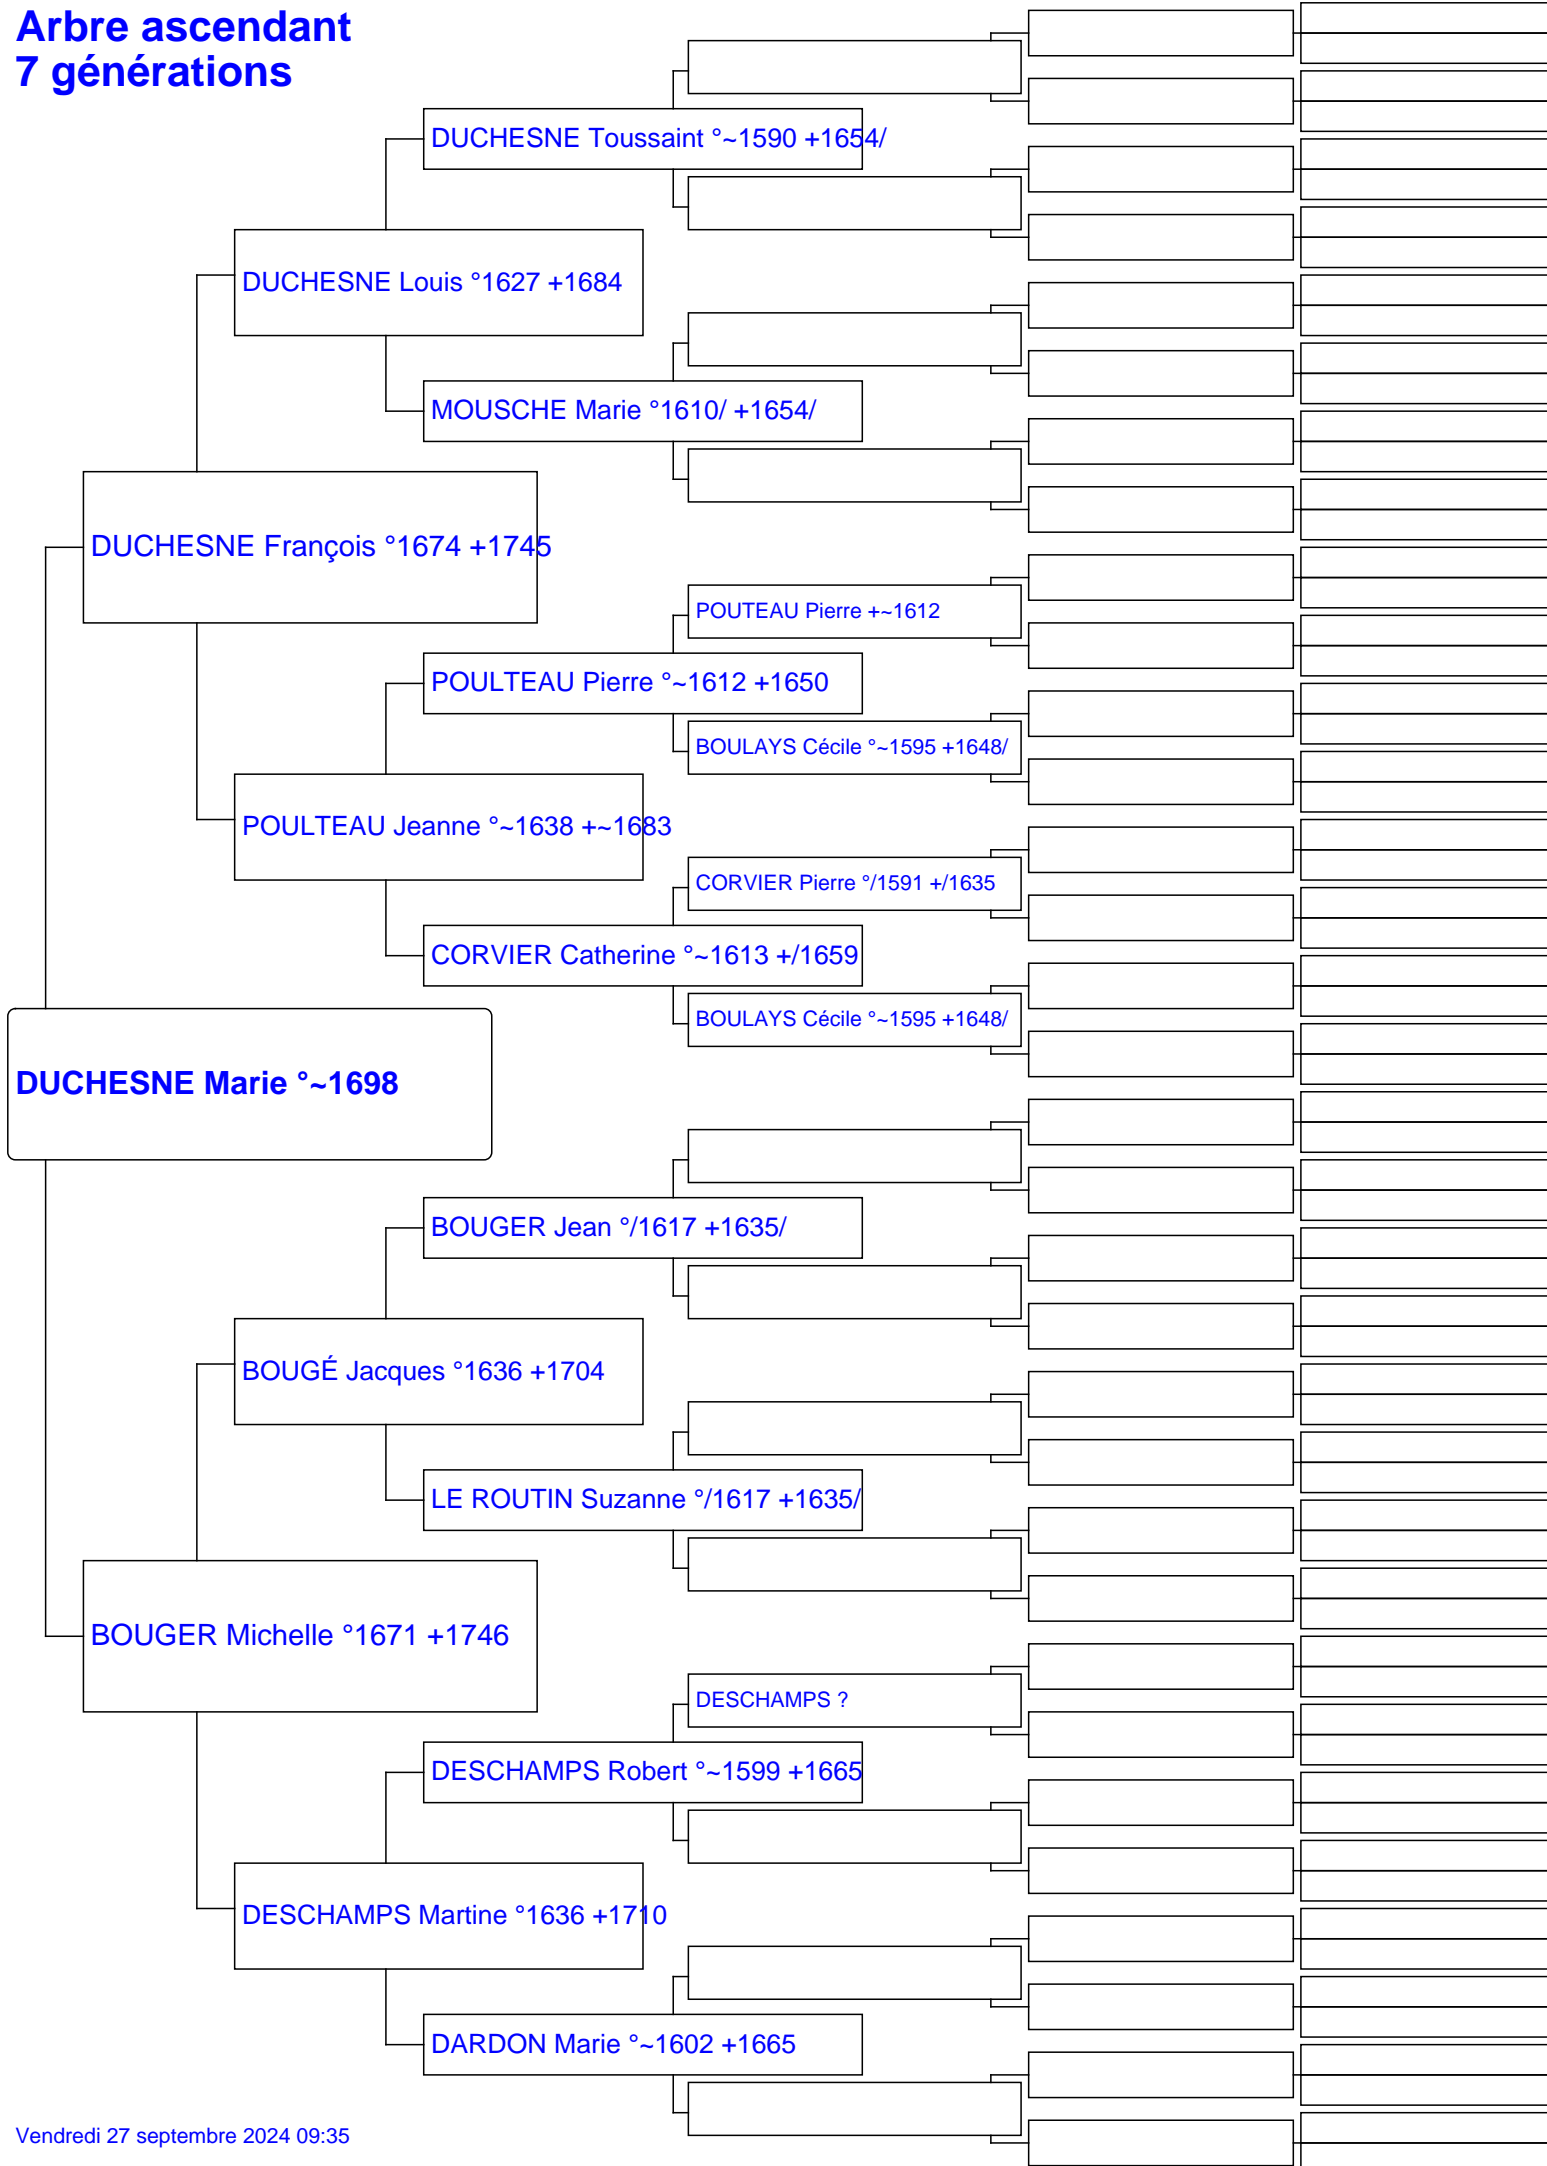 Arbre ascendant
7 générations
DUCHESNE Toussaint °~1590 +1654/
DUCHESNE Louis °1627 +1684
MOUSCHE Marie °1610/ +1654/
DUCHESNE François °1674 +1745
POUTEAU Pierre +~1612
POULTEAU Pierre °~1612 +1650
BOULAYS Cécile °~1595 +1648/
POULTEAU Jeanne °~1638 +~1683
CORVIER Pierre °/1591 +/1635
CORVIER Catherine °~1613 +/1659
BOULAYS Cécile °~1595 +1648/
DUCHESNE Marie °~1698
BOUGER Jean °/1617 +1635/
BOUGÉ Jacques °1636 +1704
LE ROUTIN Suzanne °/1617 +1635/
BOUGER Michelle °1671 +1746
DESCHAMPS ?
DESCHAMPS Robert °~1599 +1665
DESCHAMPS Martine °1636 +1710
DARDON Marie °~1602 +1665
Vendredi 27 septembre 2024 09:35